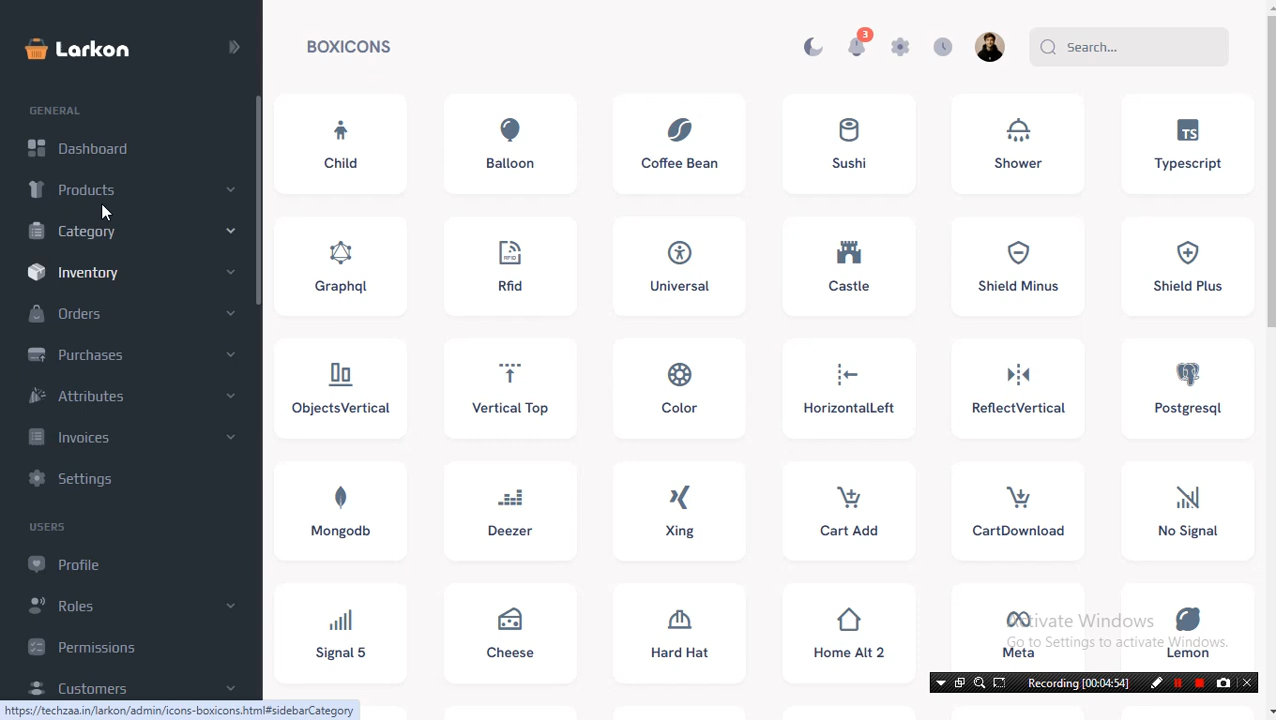 Larkon
BOXICONS
3
Search...
GENERAL
Dashboard
Products
Category
Inventory
Orders
Purchases
Attributes
Invoices
Settings
USERS
Profile
Roles
Permissions
Customers
Child
Balloon
Coffee Bean
Sushi
Shower
TS
Typescript
Graphql
RFID
Rfid
Universal
Castle
Shield Minus
Shield Plus
ObjectsVertical
Vertical Top
Color
HorizontalLeft
ReflectVertical
Postgresql
Mongodb
Deezer
Xing
Cart Add
CartDownload
No Signal
Signal 5
Cheese
Hard Hat
Home Alt 2
Meta
Lemon
Activate Windows
Go to Settings to activate Windows.
Recording [00:04:54]
https://techzaa.in/larkon/admin/icons-boxicons.html#sidebarCategory